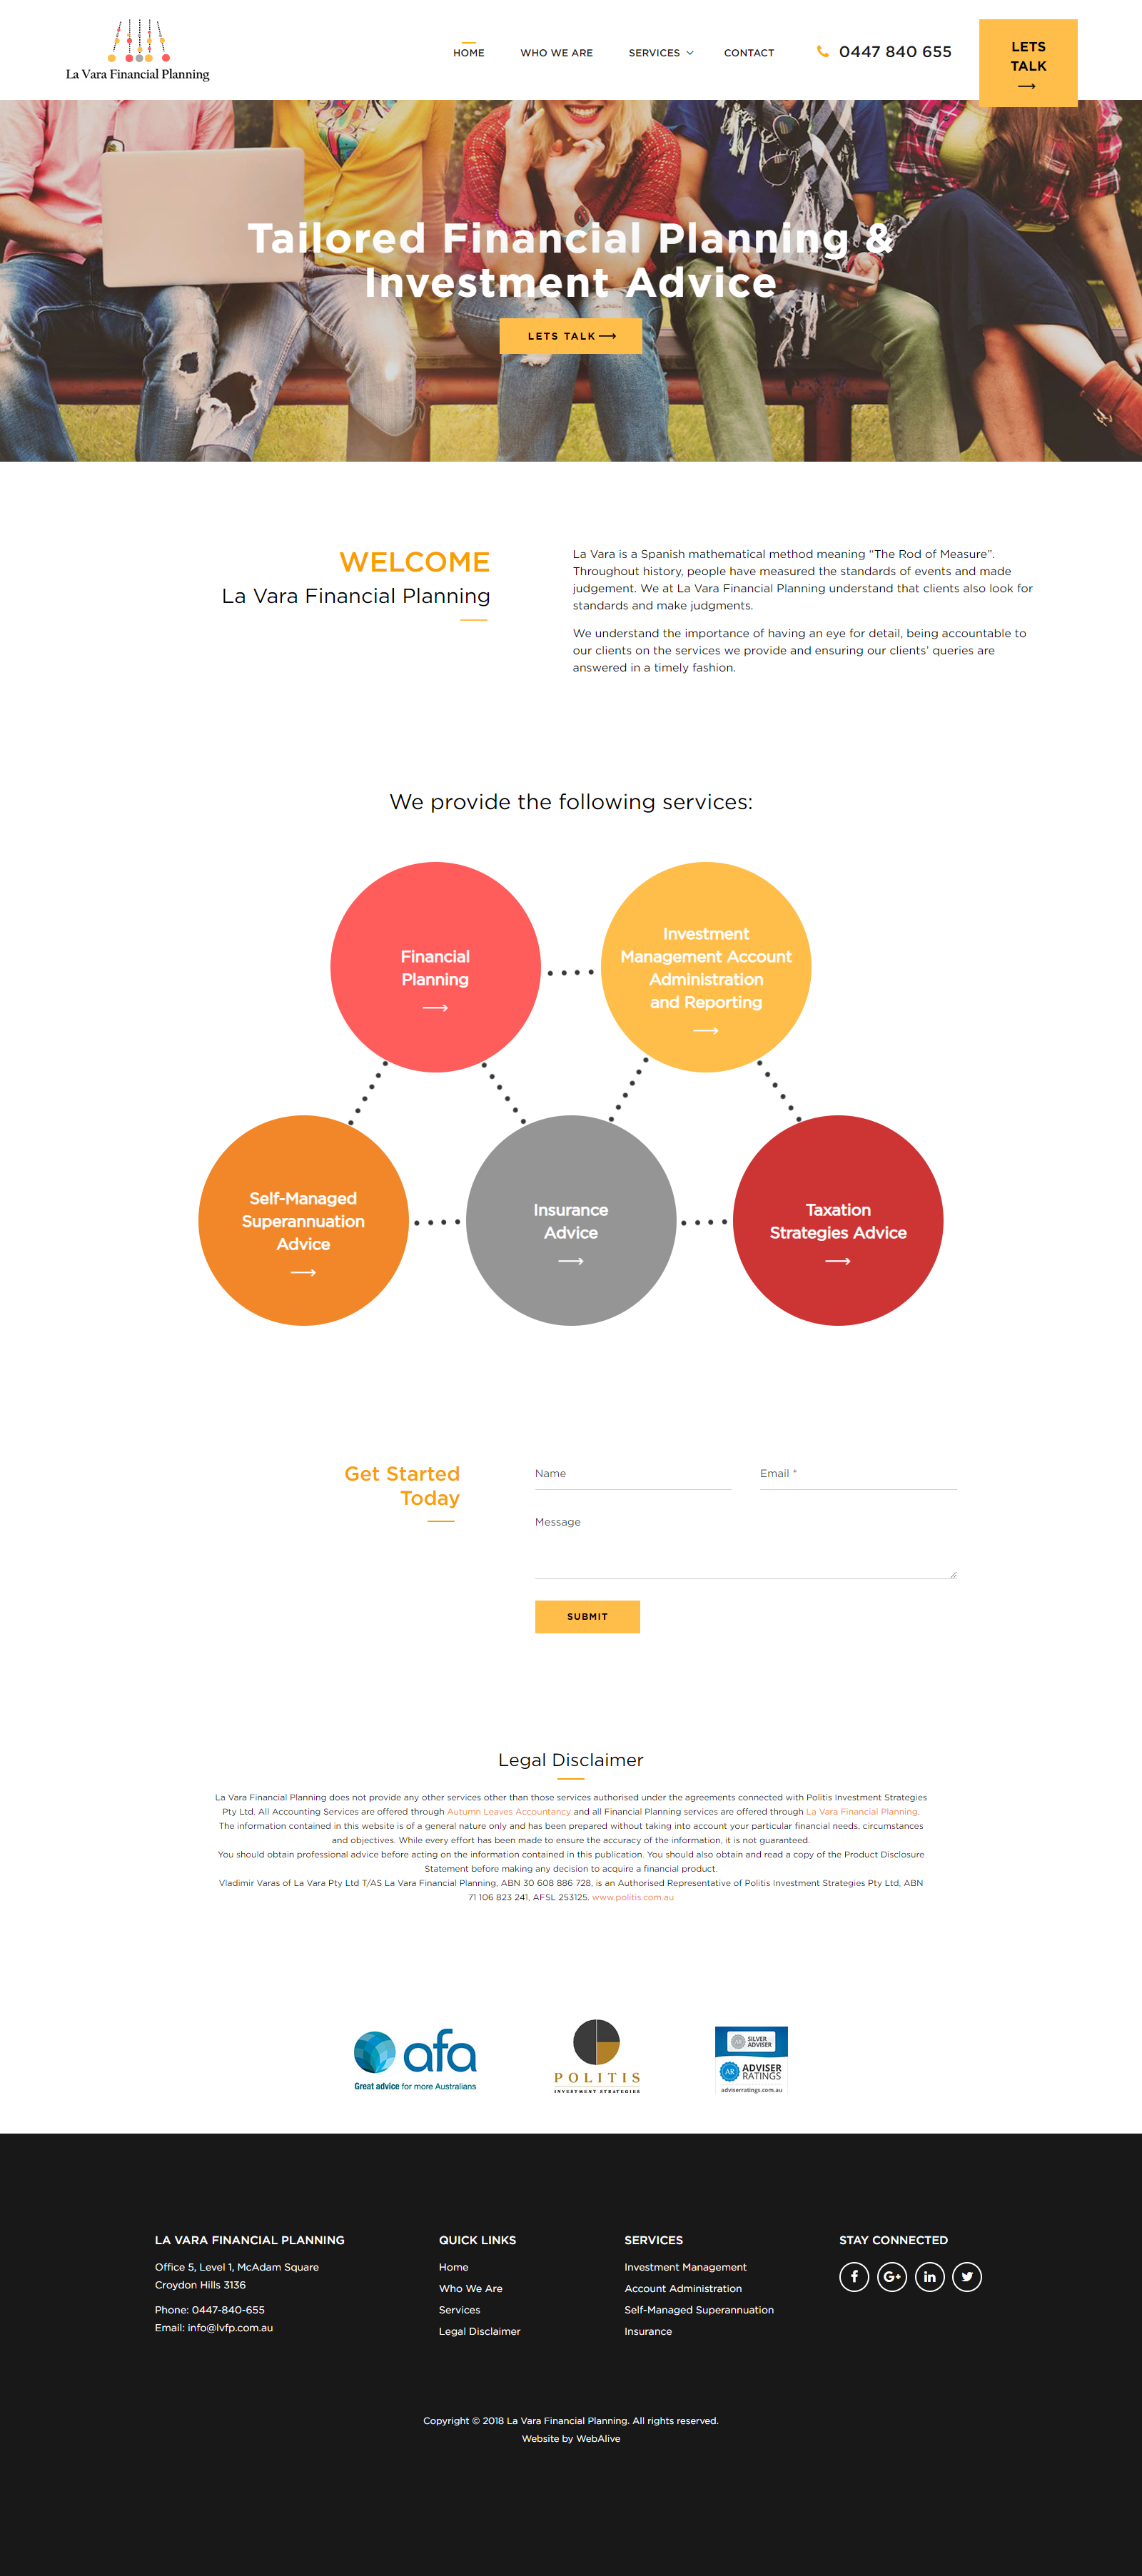 La Vara Financial Planning
HOME
WHO WE ARE
SERVICES
CONTACT
0447 840 655
LETS
TALK
Tailored Financial Planning &
Investment Advice
LETS TALK
WELCOME
La Vara Financial Planning
La Vara is a Spanish mathematical method meaning “The Rod of Measure”.
Throughout history, people have measured the standards of events and made
judgement. We at La Vara Financial Planning understand that clients also look for
standards and make judgments.
We understand the importance of having an eye for detail, being accountable to
our clients on the services we provide and ensuring our clients’ queries are
answered in a timely fashion.
We provide the following services:
Financial
Planning
Investment
Management Account
Administration
and Reporting
Self-Managed
Superannuation
Advice
Insurance
Advice
Taxation
Strategies Advice
Get Started
Today
Name
Email *
Message
SUBMIT
Legal Disclaimer
La Vara Financial Planning does not provide any other services other than those services authorised under the agreements connected with Politis Investment Strategies
Pty Ltd. All Accounting Services are offered through Autumn Leaves Accountancy and all Financial Planning services are offered through La Vara Financial Planning.
The information contained in this website is of a general nature only and has been prepared without taking into account your particular financial needs, circumstances
and objectives. While every effort has been made to ensure the accuracy of the information, it is not guaranteed.
You should obtain professional advice before acting on the information contained in this publication. You should also obtain and read a copy of the Product Disclosure
Statement before making any decision to acquire a financial product.
Vladimir Varas of La Vara Pty Ltd T/AS La Vara Financial Planning, ABN 30 608 886 728, is an Authorised Representative of Politis Investment Strategies Pty Ltd, ABN
71 106 823 241, AFSL 253125. www.politis.com.au
afa
Great advice for more Australians
POLITIS
INVESTMENT STRATEGIES
AR
SILVER
ADVISER
AR
ADVISER
RATINGS
adviserratings.com.au
LA VARA FINANCIAL PLANNING
Office 5, Level 1, McAdam Square
Croydon Hills 3136
Phone: 0447-840-655
Email: info@lvfp.com.au
QUICK LINKS
Home
Who We Are
Services
Legal Disclaimer
SERVICES
Investment Management
Account Administration
Self-Managed Superannuation
Insurance
STAY CONNECTED
Copyright © 2018 La Vara Financial Planning. All rights reserved.
Website by WebAlive